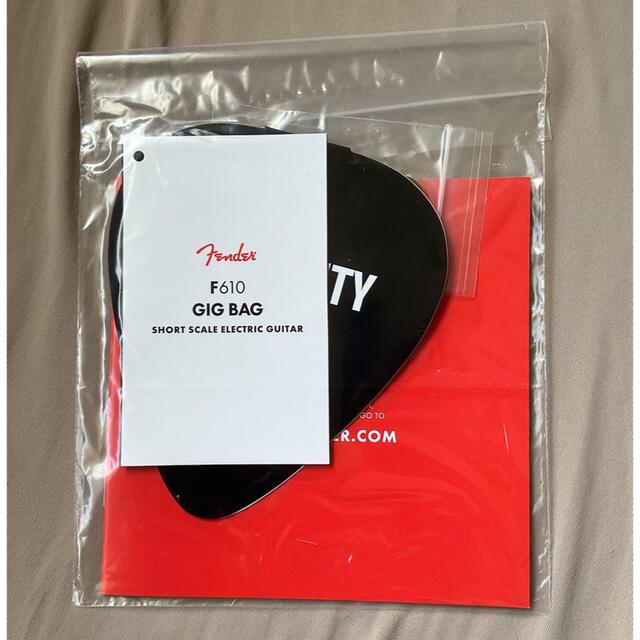 Fender
F610
GIG BAG
SHORT SCALE ELECTRIC GUITAR
TY
GO TO
ER.COM